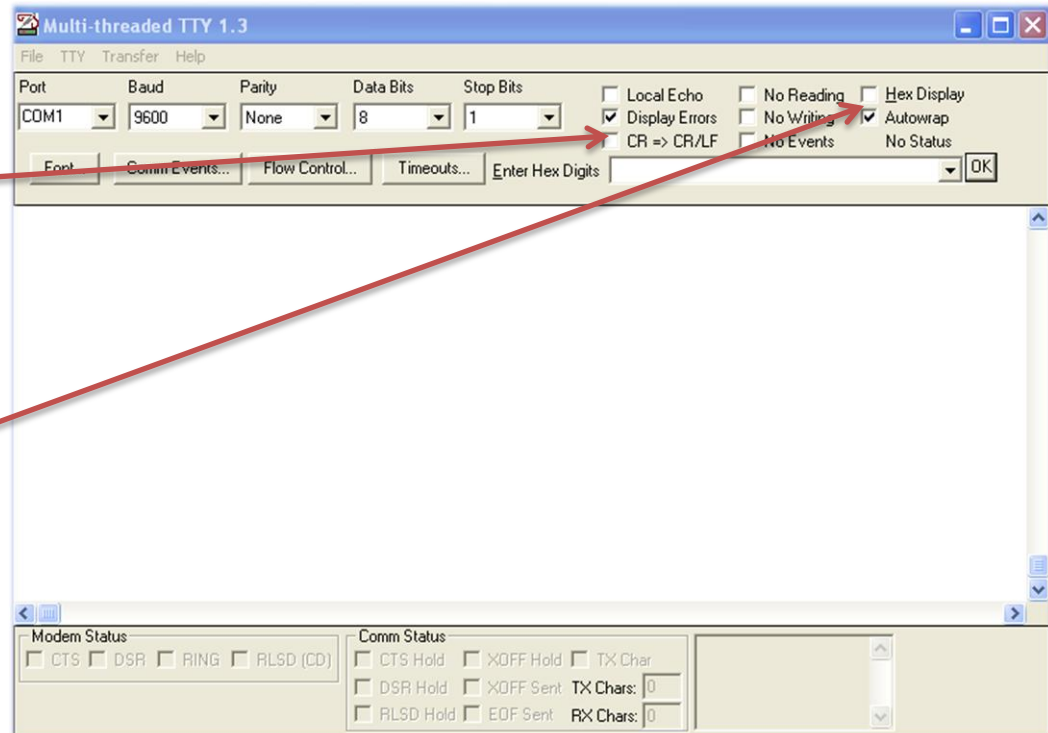 Multi-threaded TTY 1.3
File TTY Transfer Help
Port Baud Parity Data Bits Stop Bits
COM1 9600 None 8 1
Local Echo No Reading Hex Display
Display Errors No Writing Autowrap
CR => CR/LF No Events No Status
Font... Comm Events... Flow Control... Timeouts... Enter Hex Digits OK
Modem Status Comm Status
CTS DSR RING RLSD (CD) CTS Hold XOFF Hold TX Char
DSR Hold XOFF Sent TX Chars: 0
RLSD Hold EOF Sent RX Chars: 0